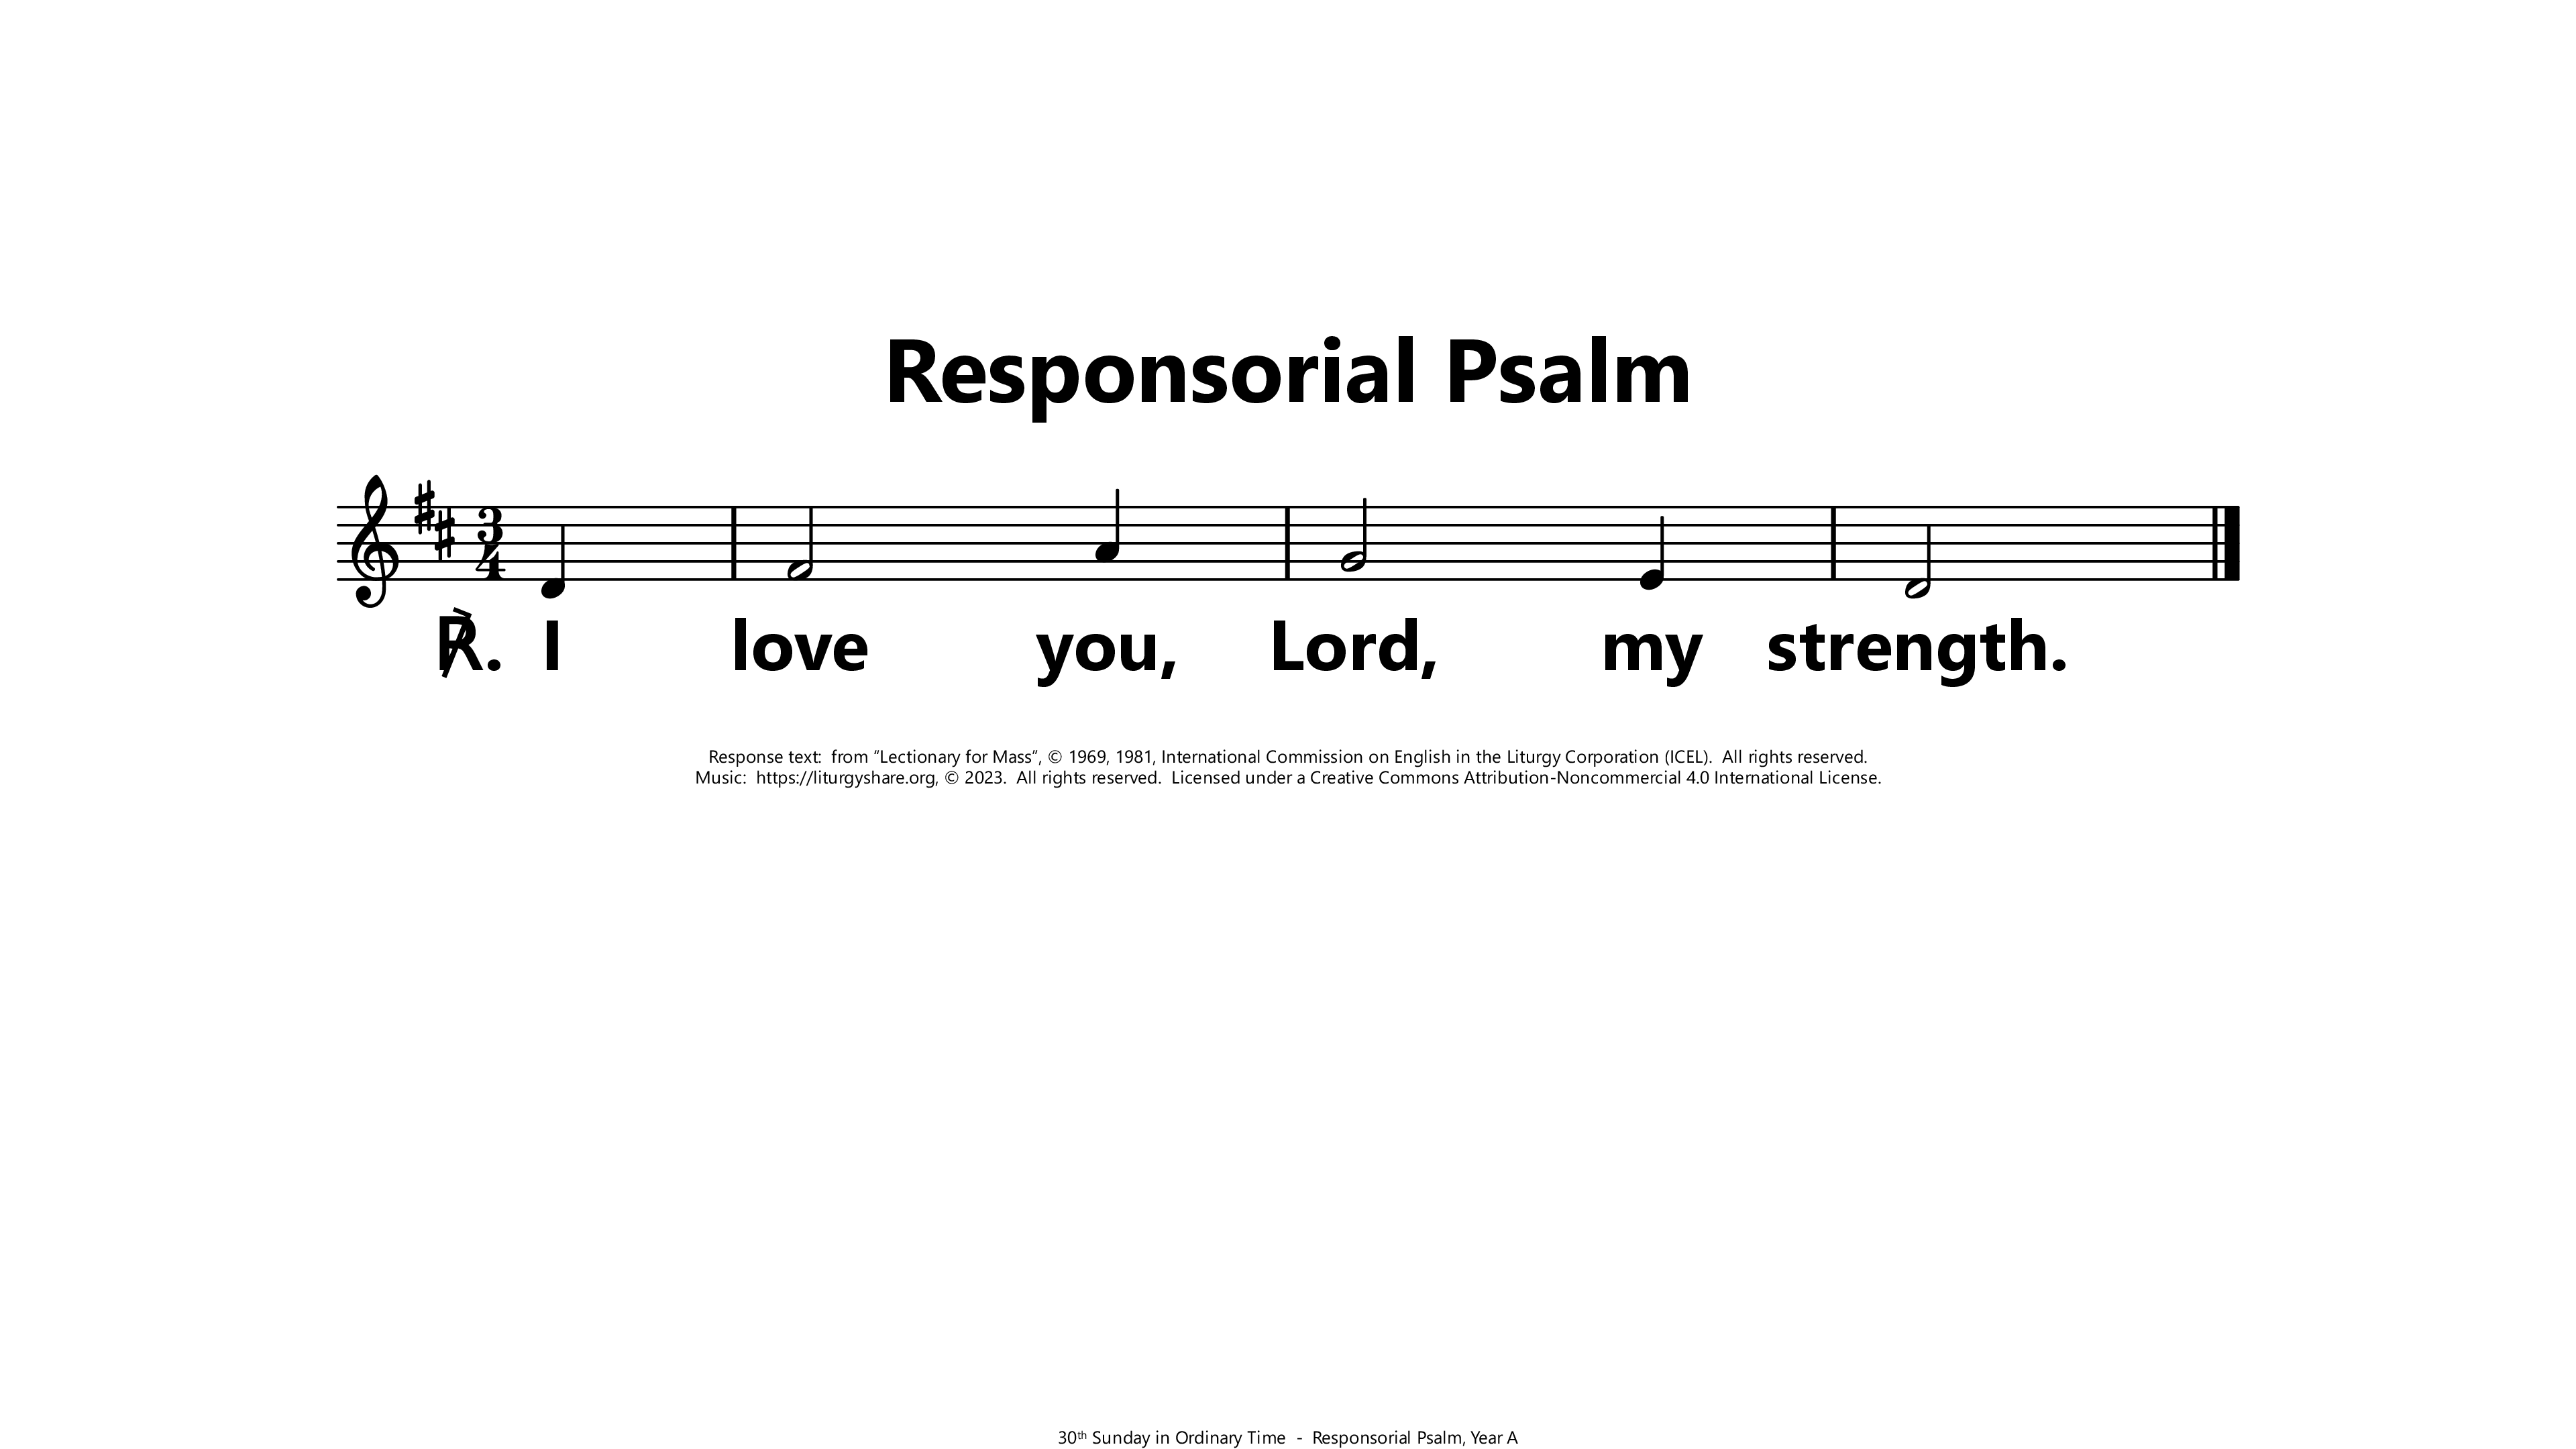 Responsorial Psalm
3
4
℟. I love you, Lord, my strength.
Response text:  from “Lectionary for Mass”, © 1969, 1981, International Commission on English in the Liturgy Corporation (ICEL).  All rights reserved.
Music:  https://liturgyshare.org, © 2023.  All rights reserved.  Licensed under a Creative Commons Attribution-Noncommercial 4.0 International License.
30th Sunday in Ordinary Time  -  Responsorial Psalm, Year A